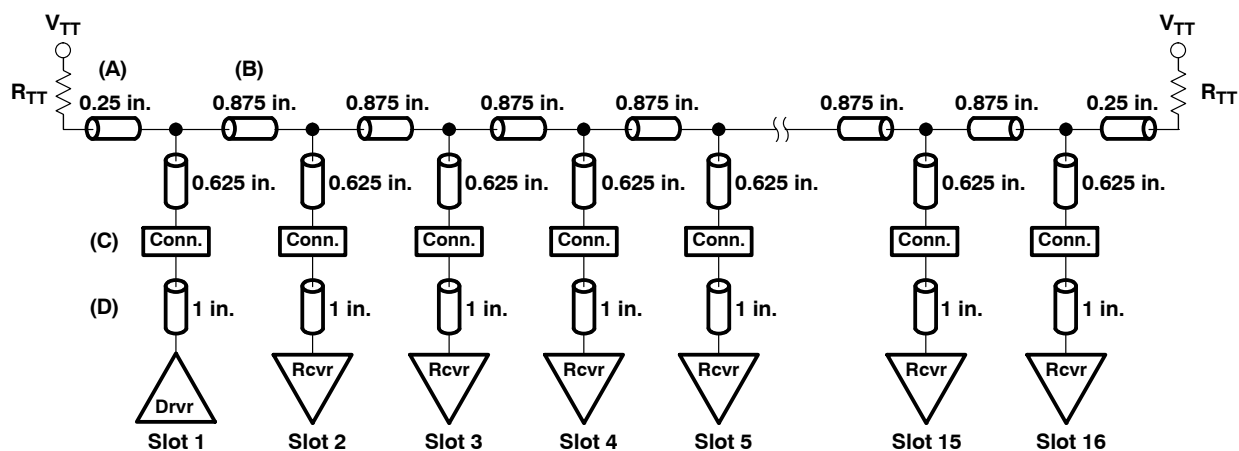 VTT VTT
(A) (B)
RTT RTT
0.25 in. 0.875 in. 0.875 in. 0.875 in. 0.875 in. 0.875 in. 0.875 in. 0.25 in.
0.625 in. 0.625 in. 0.625 in. 0.625 in. 0.625 in. 0.625 in. 0.625 in.
(C) Conn. Conn. Conn. Conn. Conn. Conn. Conn.
(D) 1 in. 1 in. 1 in. 1 in. 1 in. 1 in. 1 in.
Drvr Rcvr Rcvr Rcvr Rcvr Rcvr Rcvr
Slot 1 Slot 2 Slot 3 Slot 4 Slot 5 Slot 15 Slot 16